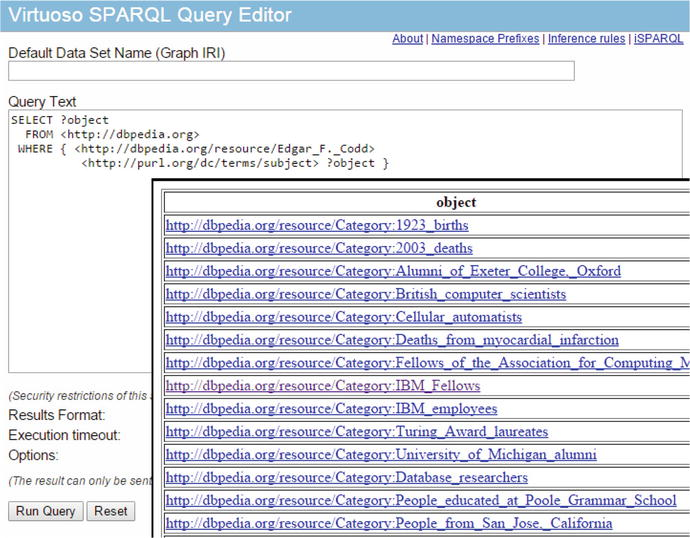 Virtuoso SPARQL Query Editor
About | Namespace Prefixes | Inference rules | iSPARQL
Default Data Set Name (Graph IRI)
Query Text
SELECT ?object
FROM <http://dbpedia.org>
WHERE { <http://dbpedia.org/resource/Edgar_F._Codd>
<http://purl.org/dc/terms/subject> ?object }
object
http://dbpedia.org/resource/Category:1923_births
http://dbpedia.org/resource/Category:2003_deaths
http://dbpedia.org/resource/Category:Alumni_of_Exeter_College,_Oxford
http://dbpedia.org/resource/Category:British_computer_scientists
http://dbpedia.org/resource/Category:Cellular_automatists
http://dbpedia.org/resource/Category:Deaths_from_myocardial_infarction
http://dbpedia.org/resource/Category:Fellows_of_the_Association_for_Computing_M
http://dbpedia.org/resource/Category:IBM_Fellows
http://dbpedia.org/resource/Category:IBM_employees
http://dbpedia.org/resource/Category:Turing_Award_laureates
http://dbpedia.org/resource/Category:University_of_Michigan_alumni
http://dbpedia.org/resource/Category:Database_researchers
http://dbpedia.org/resource/Category:People_educated_at_Poole_Grammar_School
http://dbpedia.org/resource/Category:People_from_San_Jose,_California
(Security restrictions of this
Results Format:
Execution timeout:
Options:
(The result can only be sent
Run Query Reset